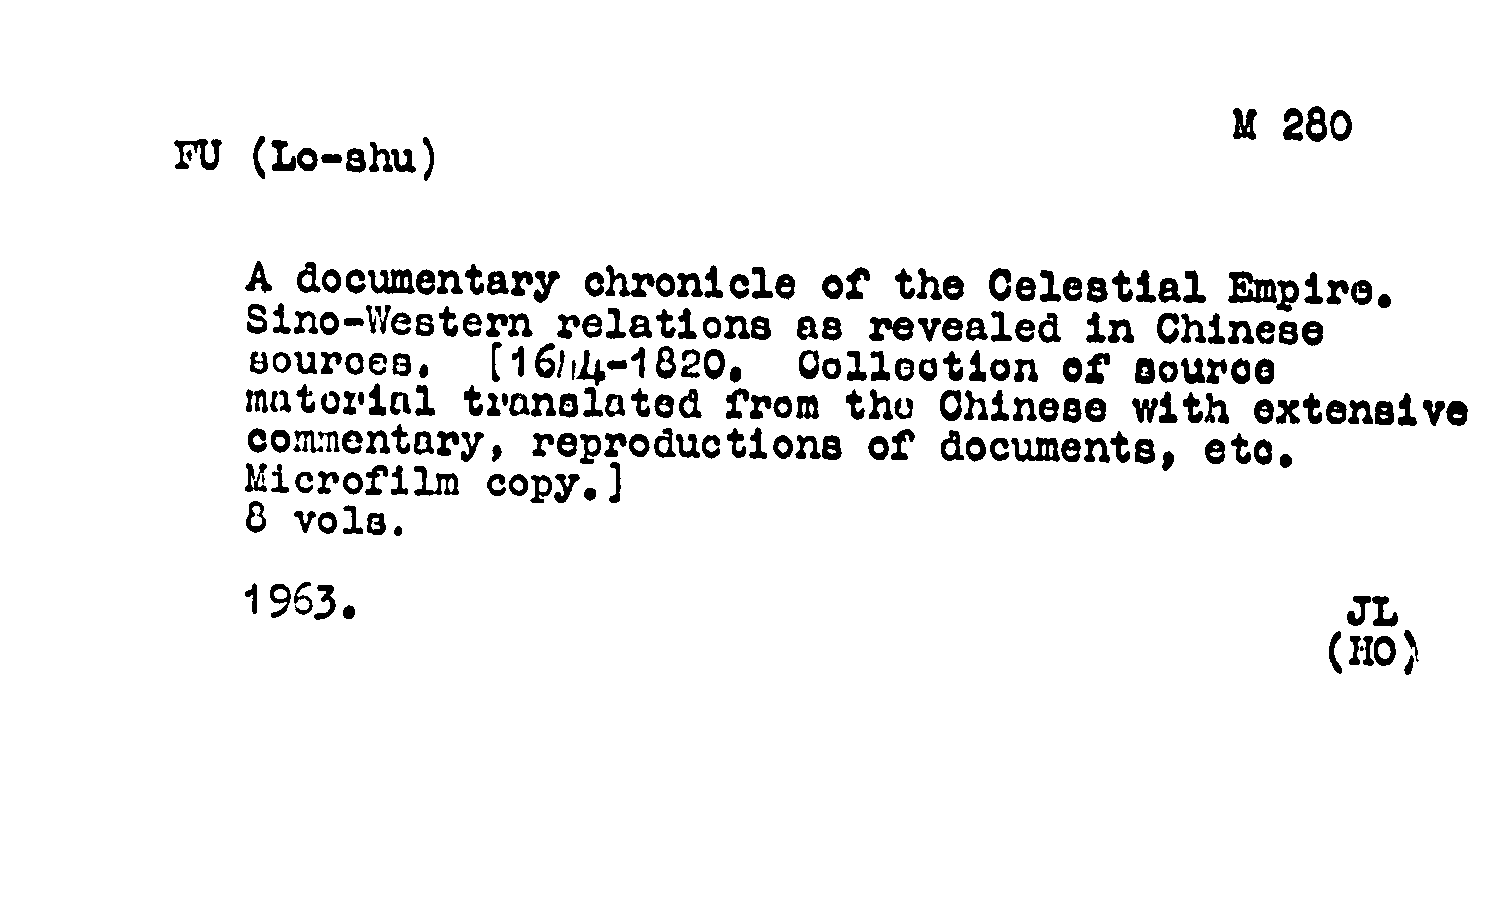 M 280
FU (Lo-shu)
A documentary chronicle of the Celestial Empire.
Sino-Western relations as revealed in Chinese
sources. [1644-1820. Collection of source
material translated from the Chinese with extensive
commentary, reproductions of documents, etc.
Microfilm copy.]
8 vols.
1963.
JL
(HO)